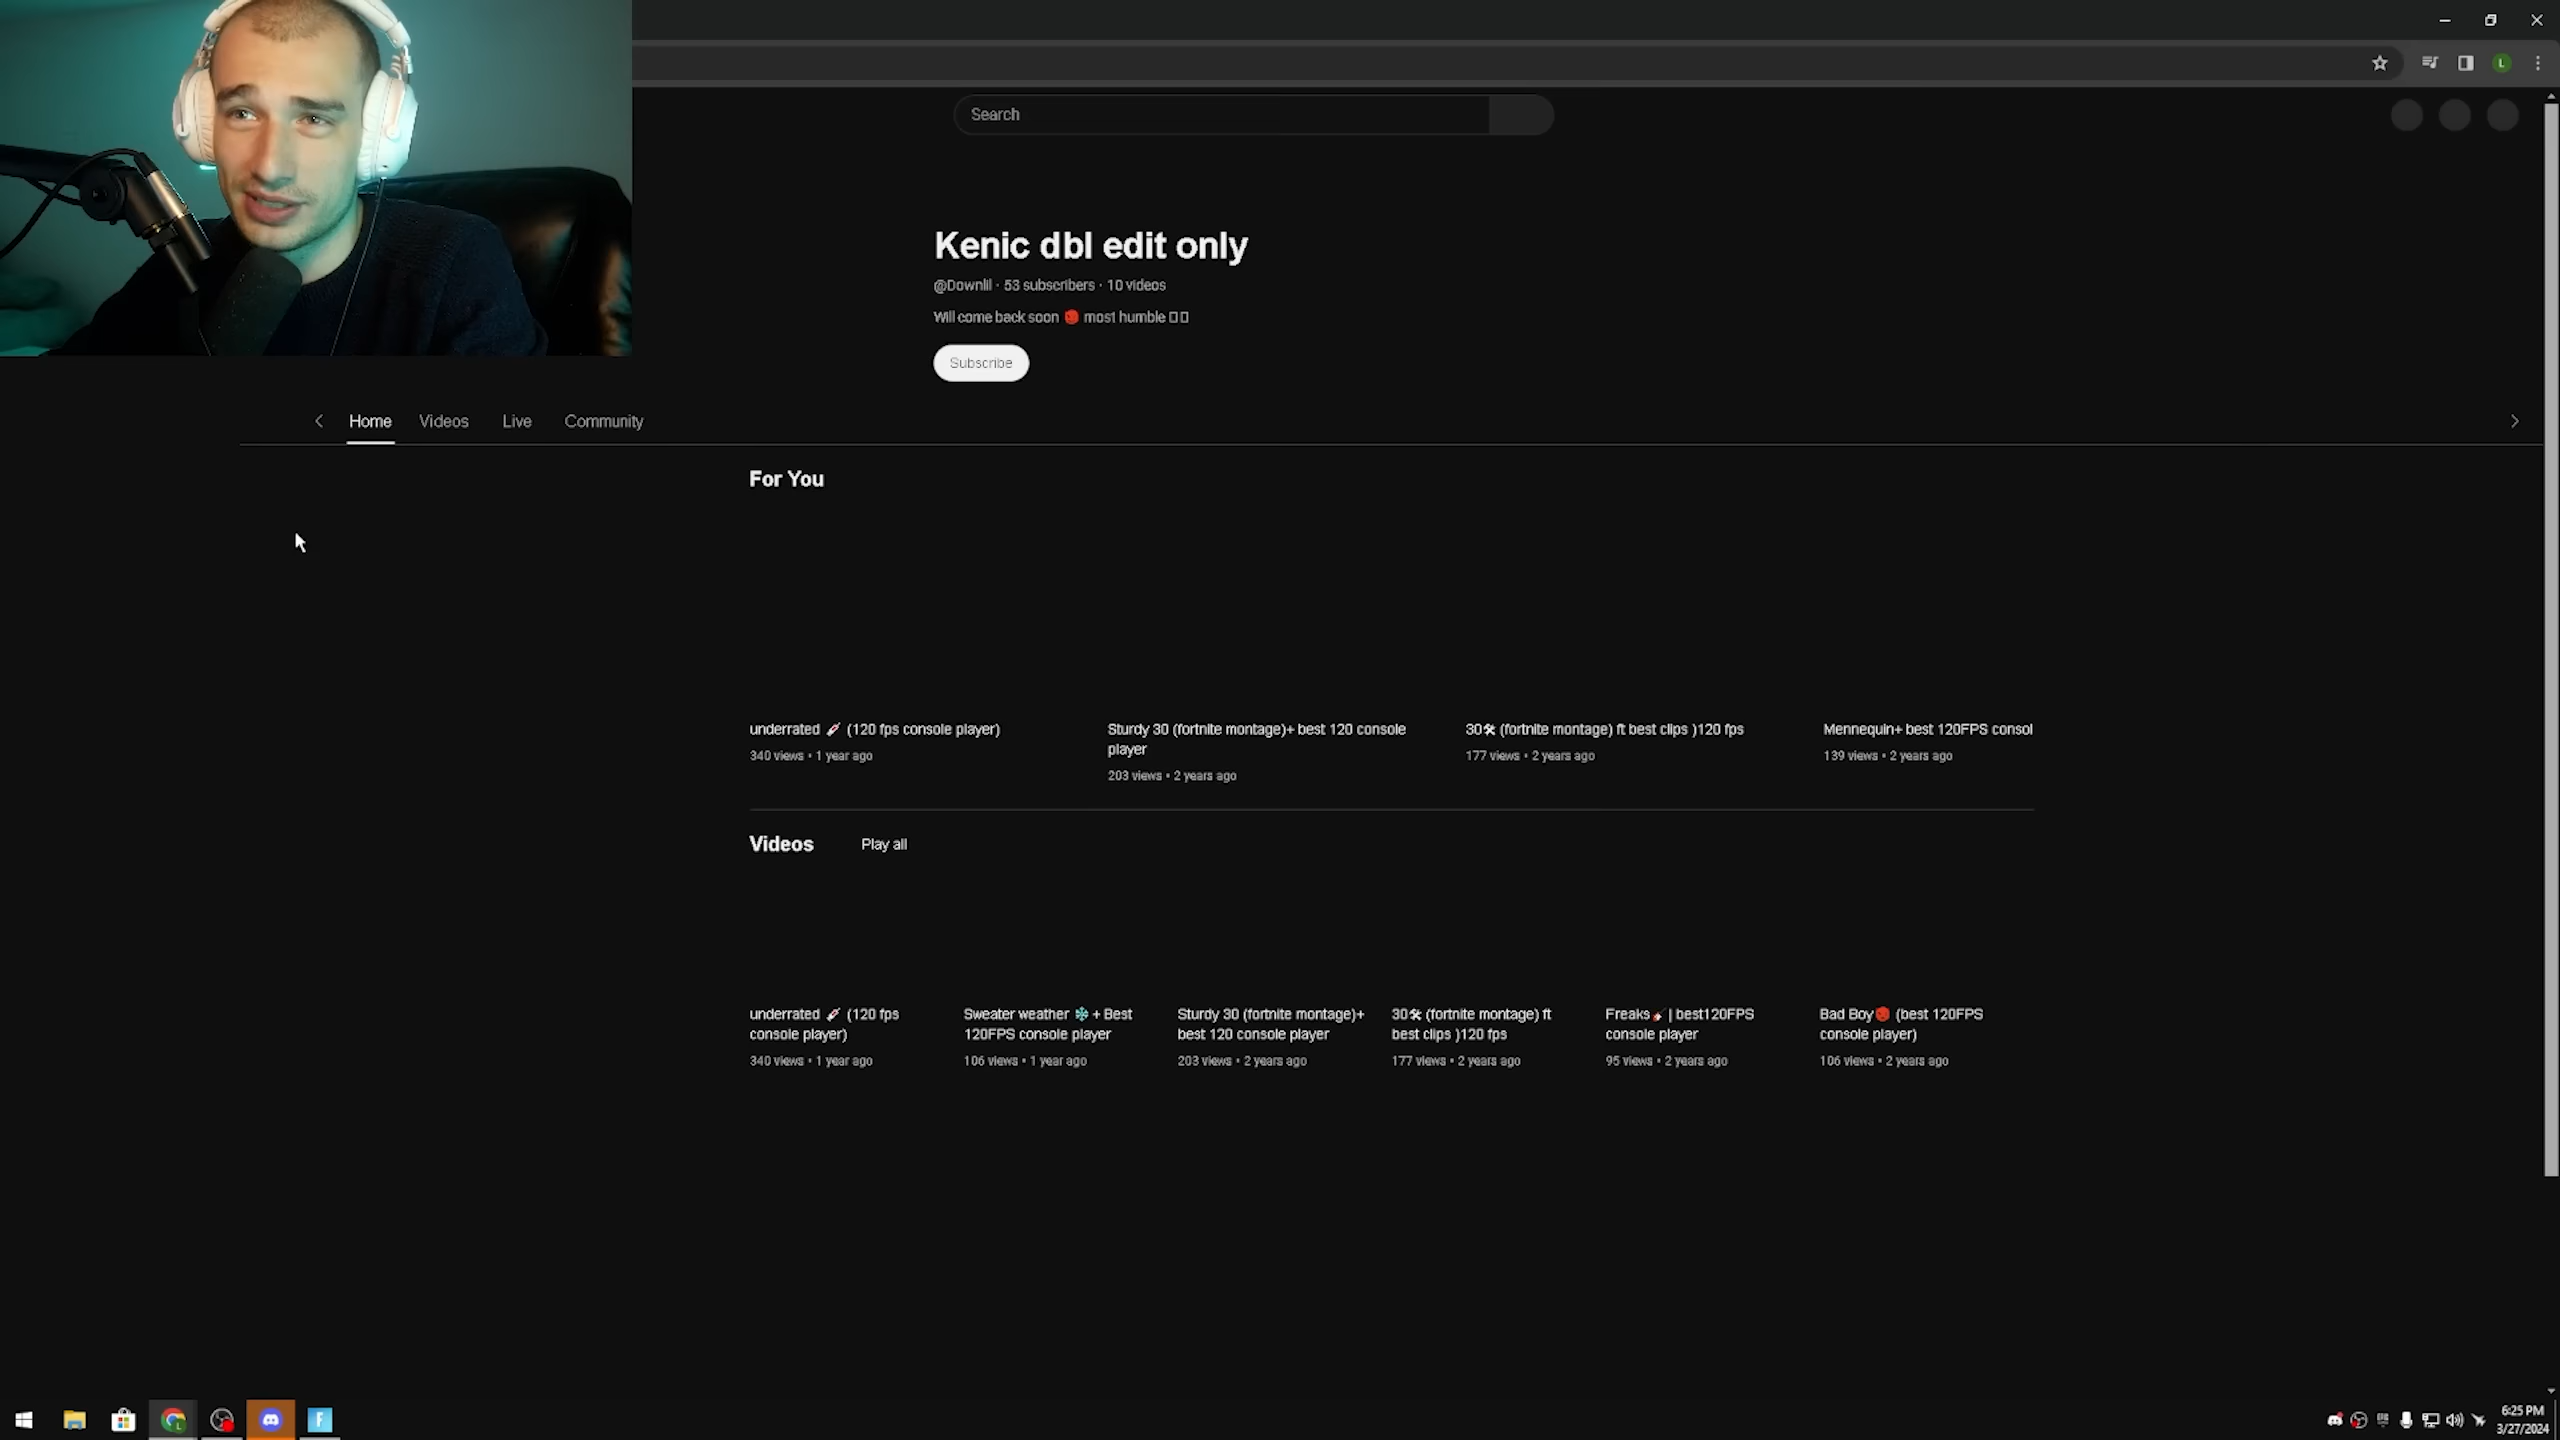 Search
L
Kenic dbl edit only
@Downlil · 53 subscribers · 10 videos
Will come back soon most humble
Subscribe
Home Videos Live Community
For You
underrated (120 fps console player)
340 views • 1 year ago
Sturdy 30 (fortnite montage)+ best 120 console
player
203 views • 2 years ago
30🛠 (fortnite montage) ft best clips )120 fps
177 views • 2 years ago
Mennequin+ best 120FPS consol
139 views • 2 years ago
Videos Play all
underrated (120 fps
console player)
340 views • 1 year ago
Sweater weather ❄ + Best
120FPS console player
106 views • 1 year ago
Sturdy 30 (fortnite montage)+
best 120 console player
203 views • 2 years ago
30🛠 (fortnite montage) ft
best clips )120 fps
177 views • 2 years ago
Freaks | best120FPS
console player
95 views • 2 years ago
Bad Boy (best 120FPS
console player)
106 views • 2 years ago
6:25 PM
3/27/2024